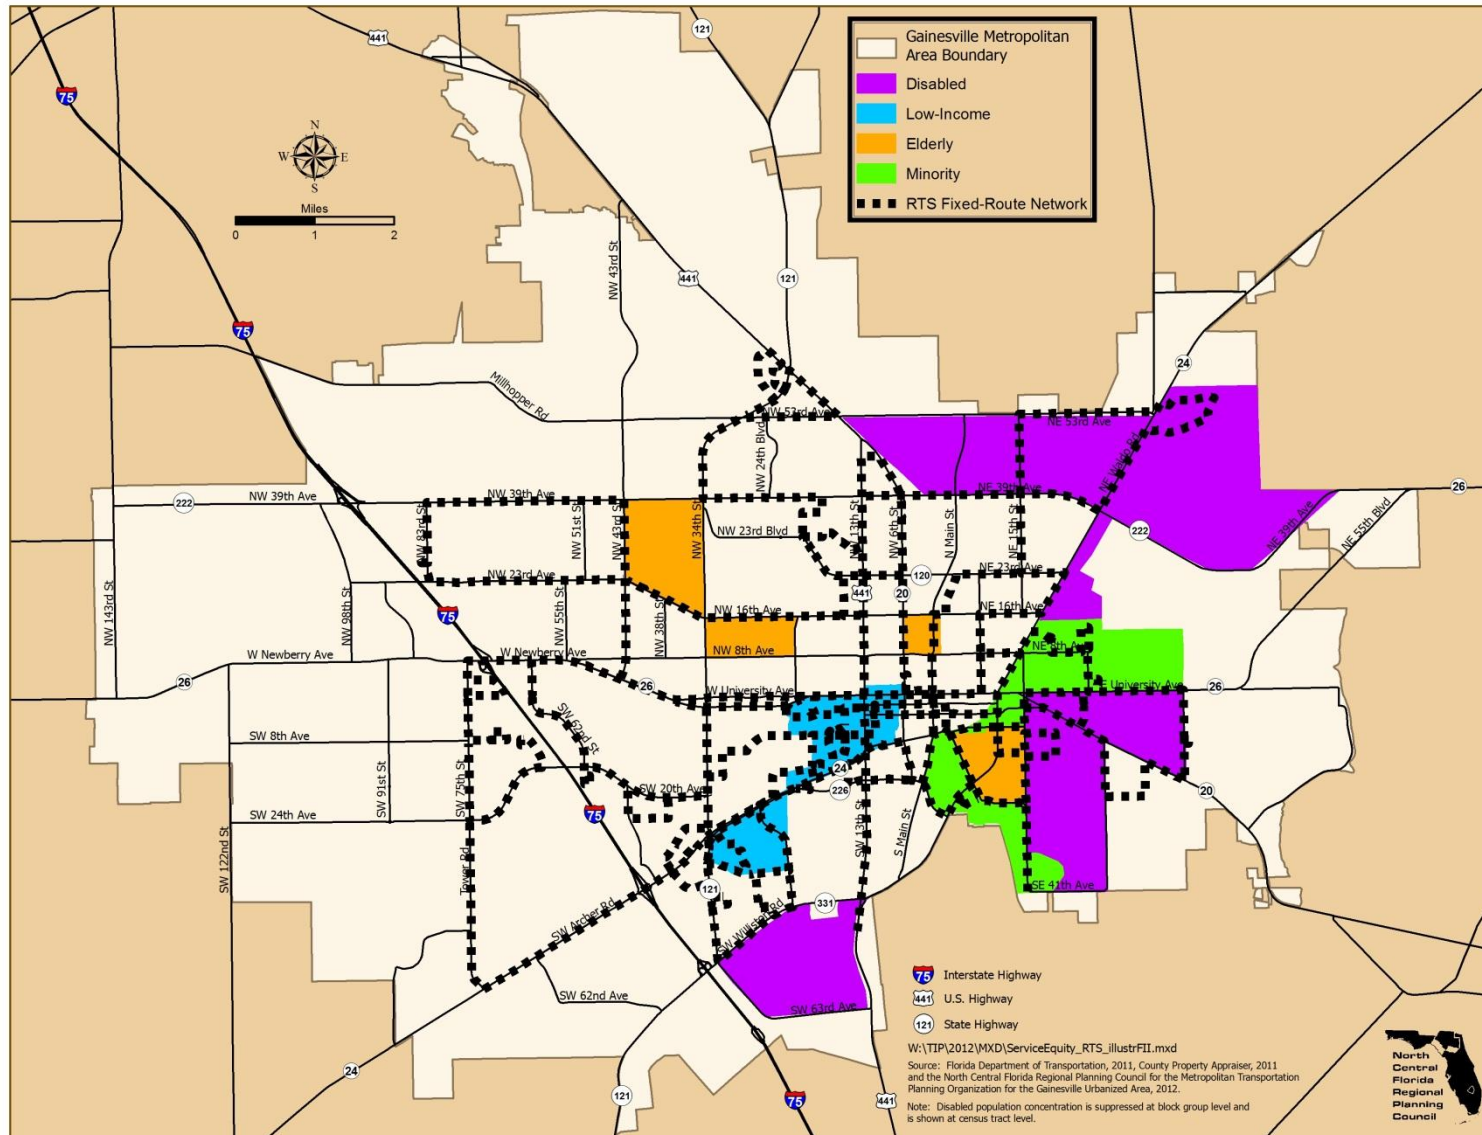 Gainesville Metropolitan
Area Boundary
Disabled
Low-Income
Elderly
Minority
RTS Fixed-Route Network
441
121
75
N
W E
S
Miles
0 1 2
NW 43rd St
441
121
75
24
Millhopper Rd
NW 53rd Ave
NE 53rd Ave
NW 24th Blvd
NE Waldo Rd
222
NW 39th Ave
NW 39th Ave
NE 39th Ave
26
NW 83rd St
NW 51st St
NW 43rd St
NW 34th St
NW 23rd Blvd
NW 13th St
NW 6th St
N Main St
NE 15th St
222
NE 39th Ave
NE 55th Blvd
NW 143rd St
NW 98th St
NW 23rd Ave
120
NE 23rd Ave
75
NW 55th St
NW 38th St
NW 16th Ave
441
20
NE 16th Ave
W Newberry Ave
W Newberry Ave
NW 8th Ave
NE 8th Ave
26
26
W University Ave
E University Ave
26
SW 62nd St
SW 8th Ave
SW 91st St
SW 75th St
24
SW 20th Ave
226
20
SW 24th Ave
75
SW 122nd St
Tower Rd
SW 13th St
S Main St
121
SE 41th Ave
331
SW Archer Rd
SW Williston Rd
SW 62nd Ave
SW 63rd Ave
24
121
75
441
75 Interstate Highway
441 U.S. Highway
121 State Highway
W:\TIP\2012\MXD\ServiceEquity_RTS_illustrFII.mxd
Source: Florida Department of Transportation, 2011, County Property Appraiser, 2011
and the North Central Florida Regional Planning Council for the Metropolitan Transportation
Planning Organization for the Gainesville Urbanized Area, 2012.
Note: Disabled population concentration is suppressed at block group level and
is shown at census tract level.
North
Central
Florida
Regional
Planning
Council